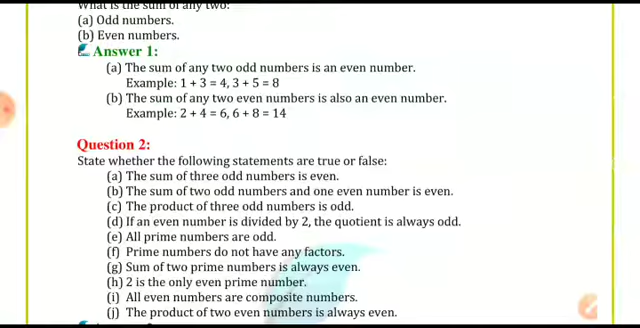 What is the sum of any two:
(a) Odd numbers.
(b) Even numbers.
Answer 1:
(a) The sum of any two odd numbers is an even number.
Example: 1 + 3 = 4, 3 + 5 = 8
(b) The sum of any two even numbers is also an even number.
Example: 2 + 4 = 6, 6 + 8 = 14
Question 2:
State whether the following statements are true or false:
(a) The sum of three odd numbers is even.
(b) The sum of two odd numbers and one even number is even.
(c) The product of three odd numbers is odd.
(d) If an even number is divided by 2, the quotient is always odd.
(e) All prime numbers are odd.
(f) Prime numbers do not have any factors.
(g) Sum of two prime numbers is always even.
(h) 2 is the only even prime number.
(i) All even numbers are composite numbers.
(j) The product of two even numbers is always even.